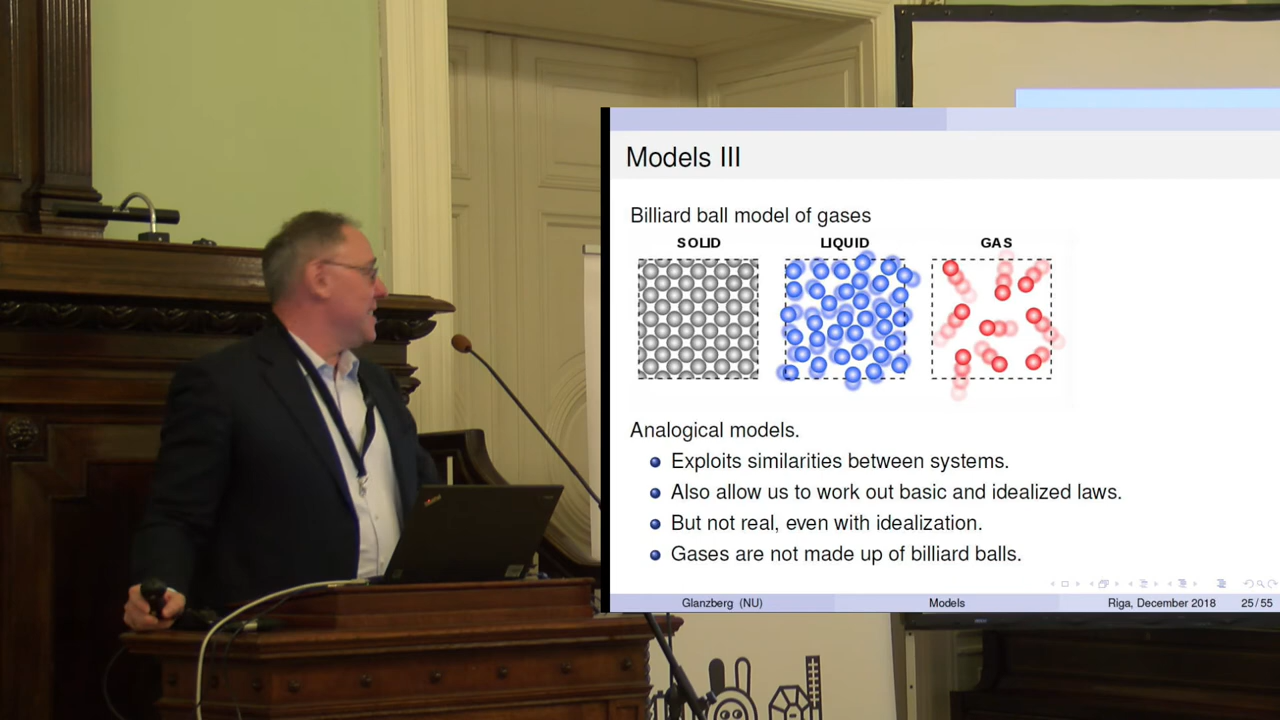 Models III
Billiard ball model of gases
SOLID LIQUID GAS
Analogical models.
Exploits similarities between systems.
Also allow us to work out basic and idealized laws.
But not real, even with idealization.
Gases are not made up of billiard balls.
Glanzberg (NU) Models Riga, December 2018 25/55